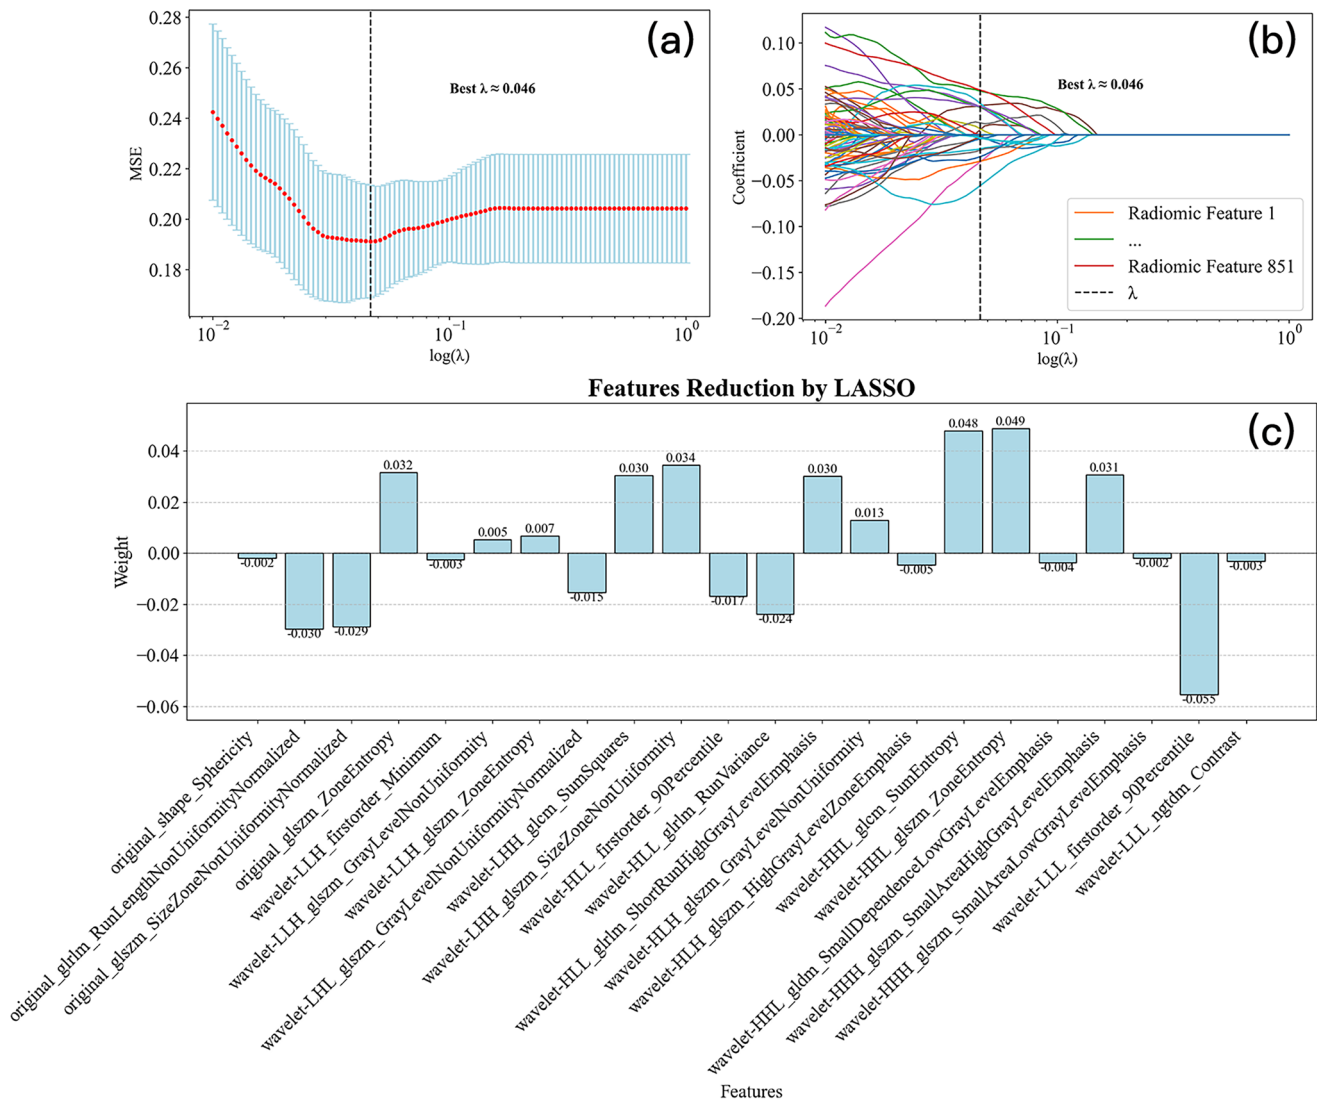 (a)
0.28
0.26
0.24
0.22
0.20
0.18
MSE
Best λ ≈ 0.046
10⁻²
10⁻¹
10⁰
log(λ)
(b)
0.10
0.05
0.00
−0.05
−0.10
−0.15
−0.20
Coefficient
Best λ ≈ 0.046
Radiomic Feature 1
...
Radiomic Feature 851
λ
10⁻²
10⁻¹
10⁰
log(λ)
Features Reduction by LASSO
(c)
0.04
0.02
0.00
−0.02
−0.04
−0.06
Weight
-0.002
-0.030
-0.029
0.032
-0.003
0.005
0.007
-0.015
0.030
0.034
-0.017
-0.024
0.030
0.013
-0.005
0.048
0.049
-0.004
0.031
-0.002
-0.055
-0.003
original_shape_Sphericity
original_glrlm_RunLengthNonUniformityNormalized
original_glszm_SizeZoneNonUniformityNormalized
original_glszm_ZoneEntropy
wavelet-LLH_firstorder_Minimum
wavelet-LLH_glszm_GrayLevelNonUniformity
wavelet-LLH_glszm_ZoneEntropy
wavelet-LHL_glszm_GrayLevelNonUniformityNormalized
wavelet-LHH_glcm_SumSquares
wavelet-LHH_glszm_SizeZoneNonUniformity
wavelet-HLL_firstorder_90Percentile
wavelet-HLL_glrlm_RunVariance
wavelet-HLL_glrlm_ShortRunHighGrayLevelEmphasis
wavelet-HLH_glszm_GrayLevelNonUniformity
wavelet-HLH_glszm_HighGrayLevelZoneEmphasis
wavelet-HHL_glcm_SumEntropy
wavelet-HHL_glszm_ZoneEntropy
wavelet-HHL_gldm_SmallDependenceLowGrayLevelEmphasis
wavelet-HHH_glszm_SmallAreaHighGrayLevelEmphasis
wavelet-HHH_glszm_SmallAreaLowGrayLevelEmphasis
wavelet-LLL_firstorder_90Percentile
wavelet-LLL_ngtdm_Contrast
Features